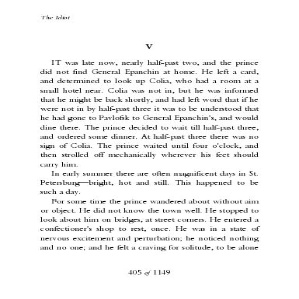 The Idiot
V
IT was late now, nearly half-past two, and the prince
did not find General Epanchin at home. He left a card,
and determined to look up Colia, who had a room at a
small hotel near. Colia was not in, but he was informed
that he might be back shortly, and had left word that if he
were not in by half-past three it was to be understood that
he had gone to Pavlofsk to General Epanchin's, and would
dine there. The prince decided to wait till half-past three,
and ordered some dinner. At half-past three there was no
sign of Colia. The prince waited until four o'clock, and
then strolled off mechanically wherever his feet should
carry him.
In early summer there are often magnificent days in St.
Petersburg—bright, hot and still. This happened to be
such a day.
For some time the prince wandered about without aim
or object. He did not know the town well. He stopped to
look about him on bridges, at street corners. He entered a
confectioner's shop to rest, once. He was in a state of
nervous excitement and perturbation; he noticed nothing
and no one; and he felt a craving for solitude, to be alone
405 of 1149